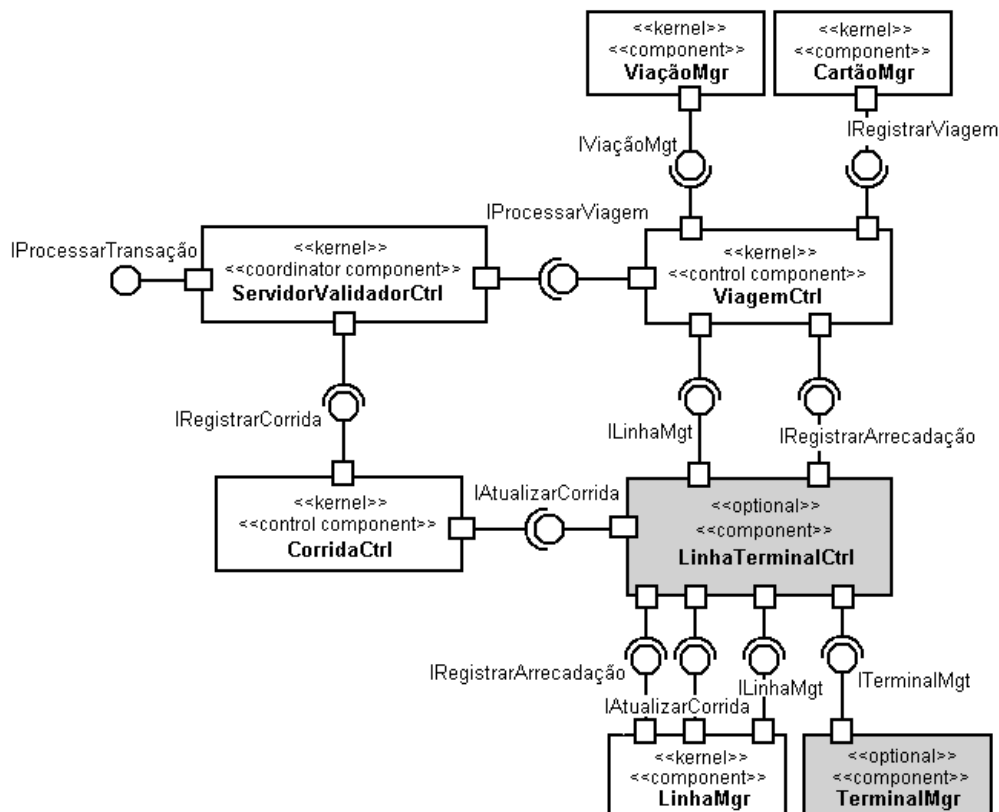 <<kernel>>
<<component>>
ViaçãoMgr
<<kernel>>
<<component>>
CartãoMgr
IViaçãoMgt
IRegistrarViagem
IProcessarTransação
<<kernel>>
<<coordinator component>>
ServidorValidadorCtrl
IProcessarViagem
<<kernel>>
<<control component>>
ViagemCtrl
IRegistrarCorrida
ILinhaMgt
IRegistrarArrecadação
<<kernel>>
<<control component>>
CorridaCtrl
IAtualizarCorrida
<<optional>>
<<component>>
LinhaTerminalCtrl
IRegistrarArrecadação
IAtualizarCorrida
ILinhaMgt
ITerminalMgt
<<kernel>>
<<component>>
LinhaMgr
<<optional>>
<<component>>
TerminalMgr